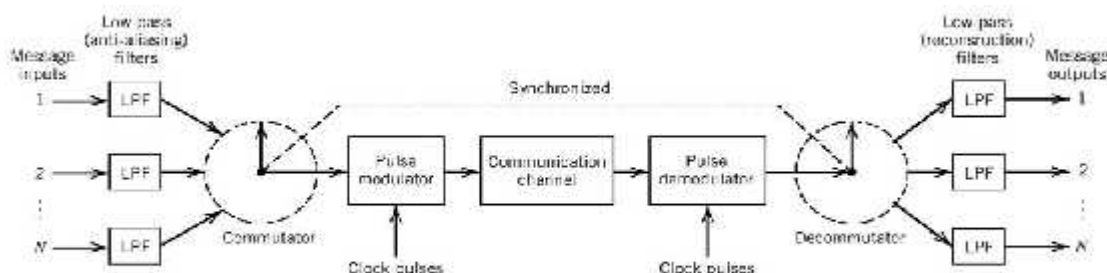 Low pass
(anti-aliasing)
filters
Message
inputs
1
LPF
2
LPF
N
LPF
Commutator
Synchronized
Pulse
modulator
Clock pulses
Communication
channel
Pulse
demodulator
Clock pulses
Decommutator
Low pass
(reconsruction)
filters
Message
outputs
LPF
1
LPF
2
LPF
N